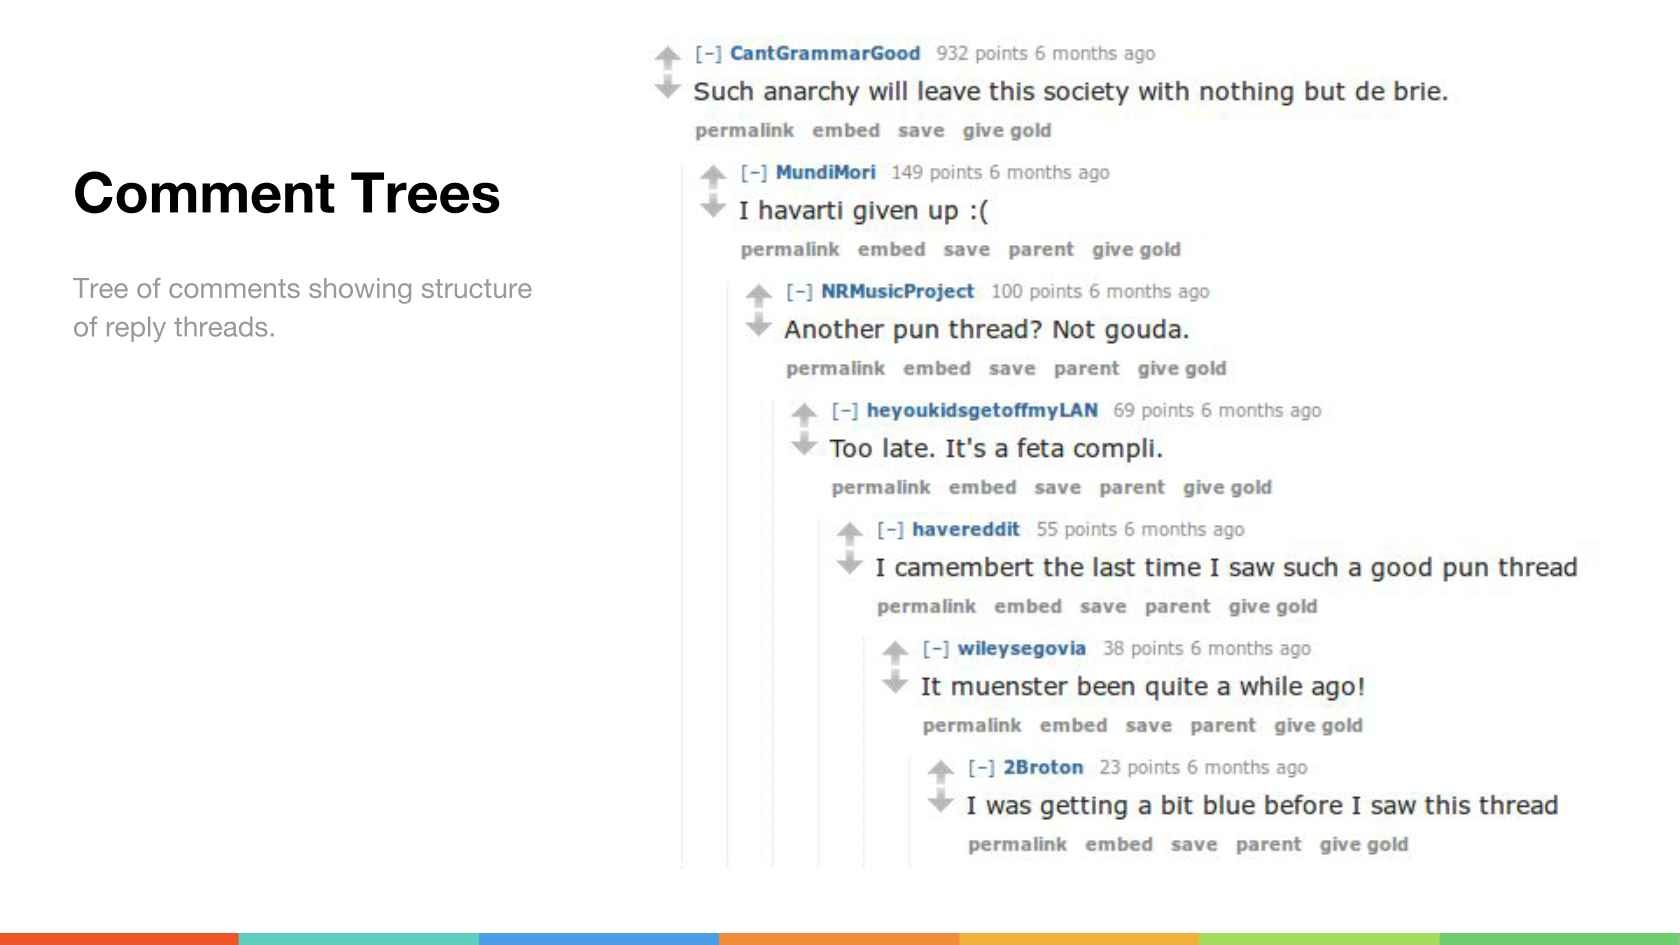 Comment Trees
Tree of comments showing structure
of reply threads.
[-] CantGrammarGood 932 points 6 months ago
Such anarchy will leave this society with nothing but de brie.
permalink embed save give gold
[-] MundiMori 149 points 6 months ago
I havarti given up :(
permalink embed save parent give gold
[-] NRMusicProject 100 points 6 months ago
Another pun thread? Not gouda.
permalink embed save parent give gold
[-] heyoukidsgetoffmyLAN 69 points 6 months ago
Too late. It's a feta compli.
permalink embed save parent give gold
[-] havereddit 55 points 6 months ago
I camembert the last time I saw such a good pun thread
permalink embed save parent give gold
[-] wileysegovia 38 points 6 months ago
It muenster been quite a while ago!
permalink embed save parent give gold
[-] 2Broton 23 points 6 months ago
I was getting a bit blue before I saw this thread
permalink embed save parent give gold